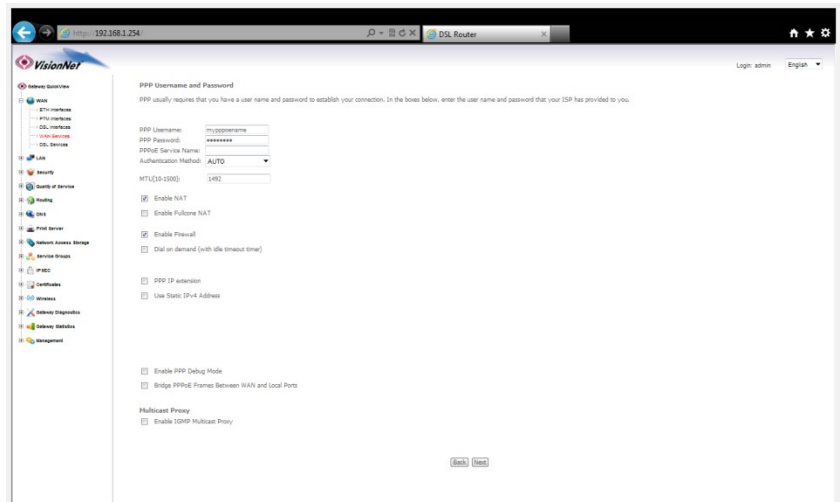 http://192.168.1.254/
DSL Router
VisionNet
Login: admin
English
Gateway QuickView
WAN
ETH Interfaces
PTM Interfaces
DSL Interfaces
WAN Services
DSL Devices
LAN
Security
Quality of Service
Routing
DNS
Print Server
Network Access Storage
Service Groups
IPSEC
Certificates
Wireless
Gateway Diagnostics
Gateway Statistics
Management
PPP Username and Password
PPP usually requires that you have a user name and password to establish your connection. In the boxes below, enter the user name and password that your ISP has provided to you.
PPP Username: mypppoename
PPP Password: ••••••••
PPPoE Service Name:
Authentication Method: AUTO
MTU[10-1500]: 1492
Enable NAT
Enable Fullcone NAT
Enable Firewall
Dial on demand (with idle timeout timer)
PPP IP extension
Use Static IPv4 Address
Enable PPP Debug Mode
Bridge PPPoE Frames Between WAN and Local Ports
Multicast Proxy
Enable IGMP Multicast Proxy
Back Next